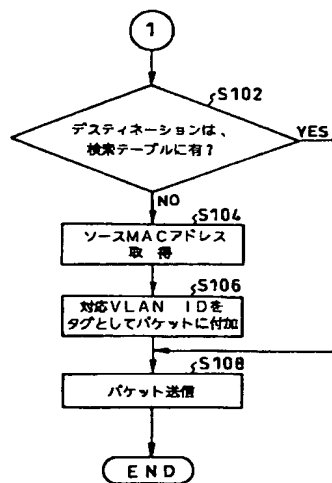 1
S102
デスティネーションは、
検索テーブルに有？
YES
NO
S104
ソースMACアドレス
取 得
S106
対応VLAN IDを
タグとしてパケットに付加
S108
パケット送信
END